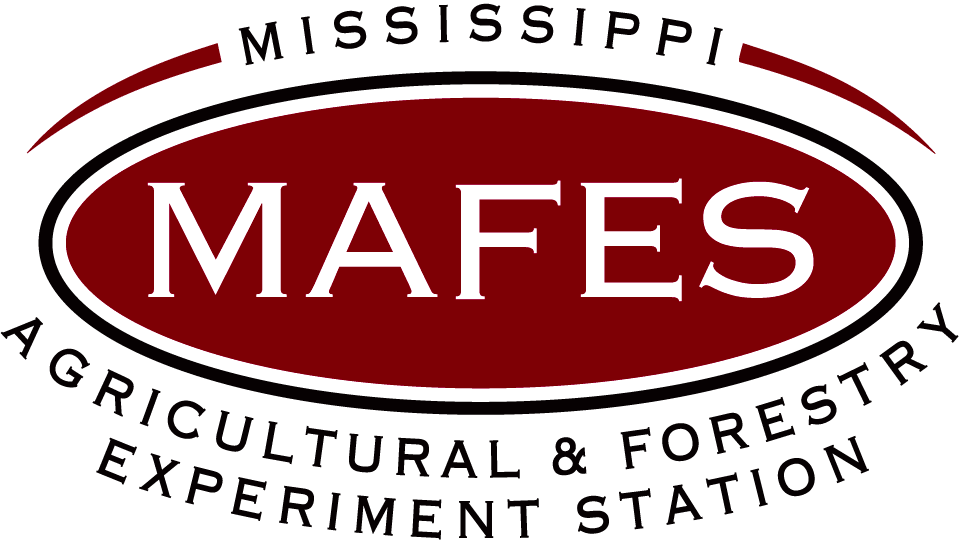 MISSISSIPPI
MAFES
AGRICULTURAL & FORESTRY
EXPERIMENT STATION